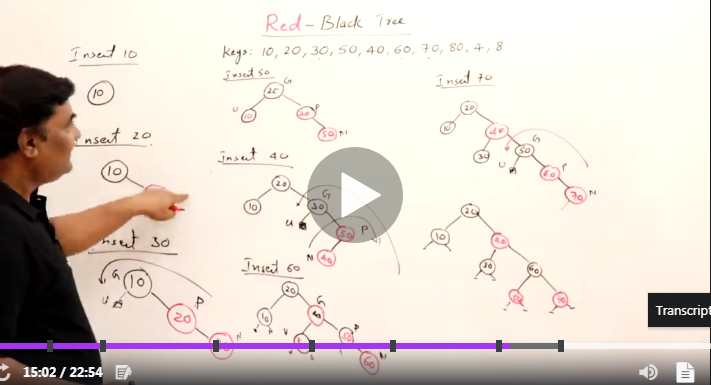 Red-Black Tree
Keys: 10, 20, 30, 50, 40, 60, 70, 80, 4, 8
Insert 10
10
nsert 20
10
Insert 30
G
10
U
P
20
N
Insert 50
G
20
U
10
P
30
N
50
Insert 40
20
10
G
30
U
50
P
N
40
Insert 60
20
G
10
40
U
P
50
N
60
Insert 70
20
10
40
30
G
50
U
P
60
N
70
20
10
40
60
50
70
Transcript
15:02 / 22:54